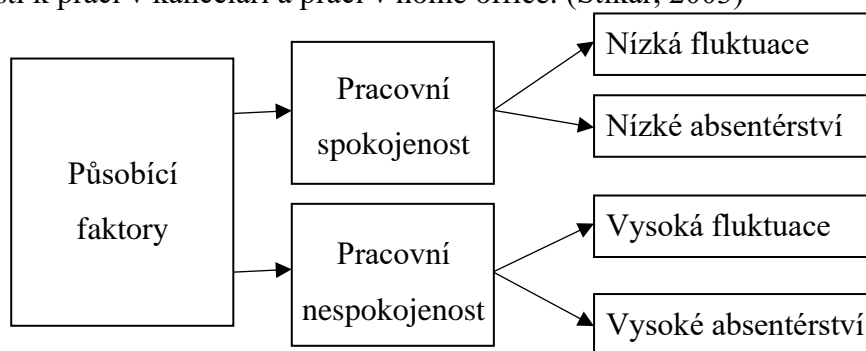 k práci v kanceláři a práci v home office. (Štikar, 2003)
Působící
faktory
Pracovní
spokojenost
Nízká fluktuace
Nízké absentérství
Pracovní
nespokojenost
Vysoká fluktuace
Vysoké absentérství